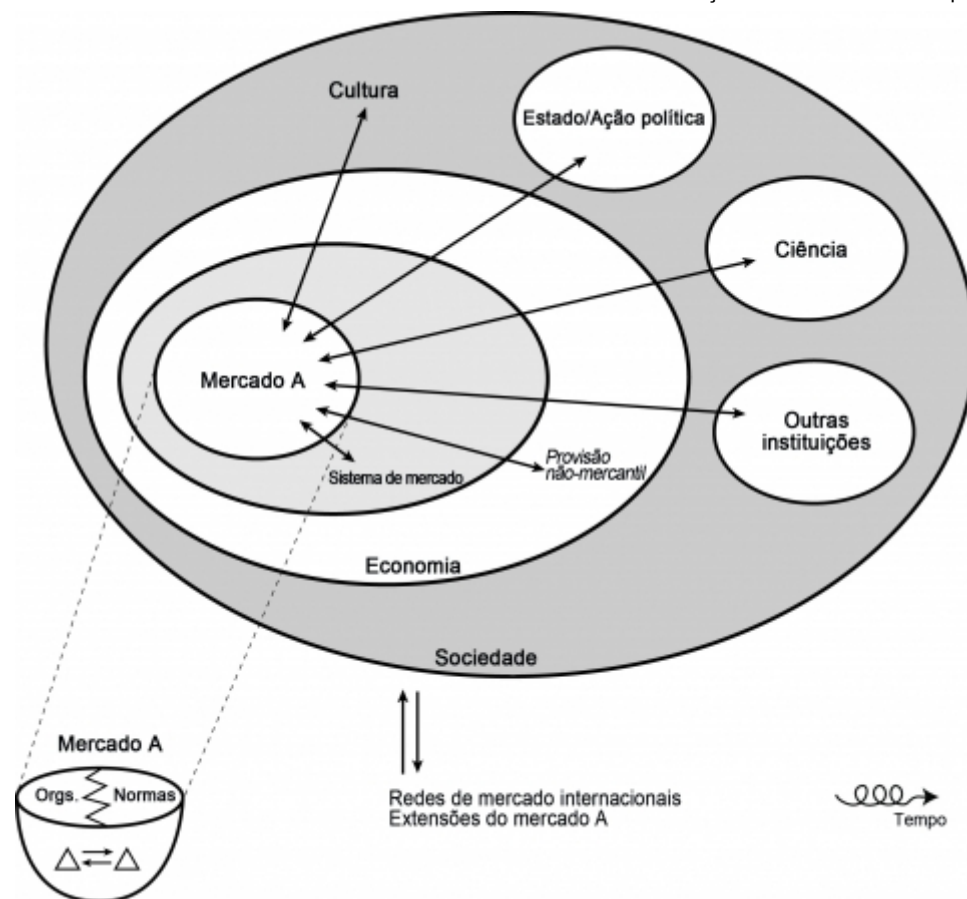 Cultura
Estado/Ação política
Ciência
Mercado A
Outras
instituições
Provisão
não-mercantil
Sistema de mercado
Economia
Sociedade
Mercado A
Orgs.
Normas
Redes de mercado internacionais
Extensões do mercado A
Tempo